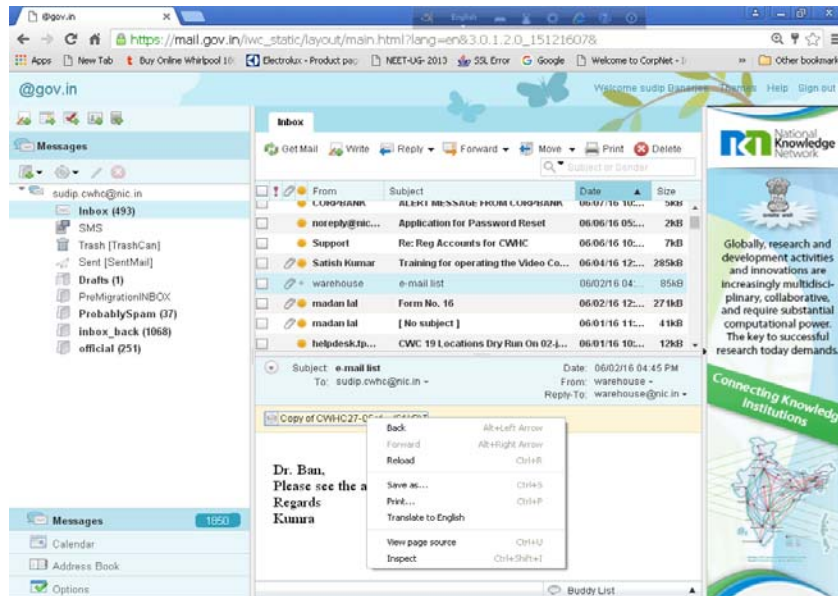 @gov.in
English
https://mail.gov.in/iwc_static/layout/main.html?lang=en&3.0.1.2.0_15121607&
Apps New Tab Buy Online Whirlpool Electrolux - Product NEET-UG- 2013 SSL Error Google Welcome to CorpNet - Other bookmark
@gov.in
Welcome sudip Banarjee Themes Help Sign out
Inbox
Messages
Get Mail Write Reply Forward Move Print Delete
Subject or Sender
sudip.cwhc@nic.in
Inbox (493)
SMS
Trash [TrashCan]
Sent [SentMail]
Drafts (1)
PreMigrationINBOX
ProbablySpam (37)
inbox_back (1068)
official (251)
From Subject Date Size
CORPBANK ALERT MESSAGE FROM CORPBANK 06/07/16 10:... 5kB
noreply@nic... Application for Password Reset 06/06/16 05:... 2kB
Support Re: Reg Accounts for CWHC 06/06/16 10:... 7kB
Satish Kumar Training for operating the Video Co... 06/04/16 12:... 285kB
warehouse e-mail list 06/02/16 04:... 85kB
madan lal Form No. 16 06/02/16 12:... 271kB
madan lal [No subject] 06/01/16 11:... 41kB
helpdesk.tp... CWC 19 Locations Dry Run On 02-j... 06/01/16 10:... 12kB
Subject: e-mail list Date: 06/02/16 04:45 PM
To: sudip.cwhc@nic.in From: warehouse
Reply-To: warehouse@nic.in
Copy of CWHC27-
Back Alt+Left Arrow
Forward Alt+Right Arrow
Reload Ctrl+R
Save as... Ctrl+S
Print... Ctrl+P
Translate to English
View page source Ctrl+U
Inspect Ctrl+Shift+I
Dr. Ban,
Please see the a
Regards
Kumra
Messages 1850
Calendar
Address Book
Options
Buddy List
National
Knowledge
Network
Globally, research and
development activities
and innovations are
increasingly multidisci-
plinary, collaborative,
and require substantial
computational power.
The key to successful
research today demands
Connecting Knowledg
Institutions